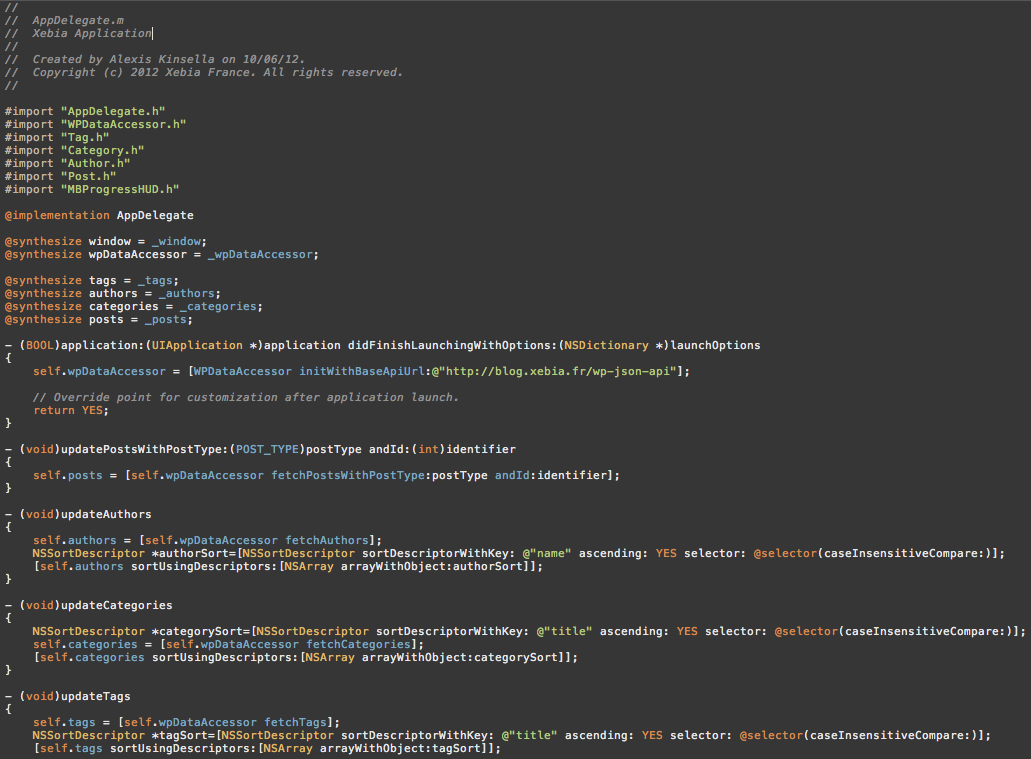 //
//  AppDelegate.m
//  Xebia Application
//
//  Created by Alexis Kinsella on 10/06/12.
//  Copyright (c) 2012 Xebia France. All rights reserved.
//
#import "AppDelegate.h"
#import "WPDataAccessor.h"
#import "Tag.h"
#import "Category.h"
#import "Author.h"
#import "Post.h"
#import "MBProgressHUD.h"
@implementation AppDelegate
@synthesize window = _window;
@synthesize wpDataAccessor = _wpDataAccessor;
@synthesize tags = _tags;
@synthesize authors = _authors;
@synthesize categories = _categories;
@synthesize posts = _posts;
- (BOOL)application:(UIApplication *)application didFinishLaunchingWithOptions:(NSDictionary *)launchOptions
{
    self.wpDataAccessor = [WPDataAccessor initWithBaseApiUrl:@"http://blog.xebia.fr/wp-json-api"];
    // Override point for customization after application launch.
    return YES;
}
- (void)updatePostsWithPostType:(POST_TYPE)postType andId:(int)identifier
{
    self.posts = [self.wpDataAccessor fetchPostsWithPostType:postType andId:identifier];
}
- (void)updateAuthors
{
    self.authors = [self.wpDataAccessor fetchAuthors];
    NSSortDescriptor *authorSort=[NSSortDescriptor sortDescriptorWithKey: @"name" ascending: YES selector: @selector(caseInsensitiveCompare:)];
    [self.authors sortUsingDescriptors:[NSArray arrayWithObject:authorSort]];
}
- (void)updateCategories
{
    NSSortDescriptor *categorySort=[NSSortDescriptor sortDescriptorWithKey: @"title" ascending: YES selector: @selector(caseInsensitiveCompare:)];
    self.categories = [self.wpDataAccessor fetchCategories];
    [self.categories sortUsingDescriptors:[NSArray arrayWithObject:categorySort]];
}
- (void)updateTags
{
    self.tags = [self.wpDataAccessor fetchTags];
    NSSortDescriptor *tagSort=[NSSortDescriptor sortDescriptorWithKey: @"title" ascending: YES selector: @selector(caseInsensitiveCompare:)];
    [self.tags sortUsingDescriptors:[NSArray arrayWithObject:tagSort]];